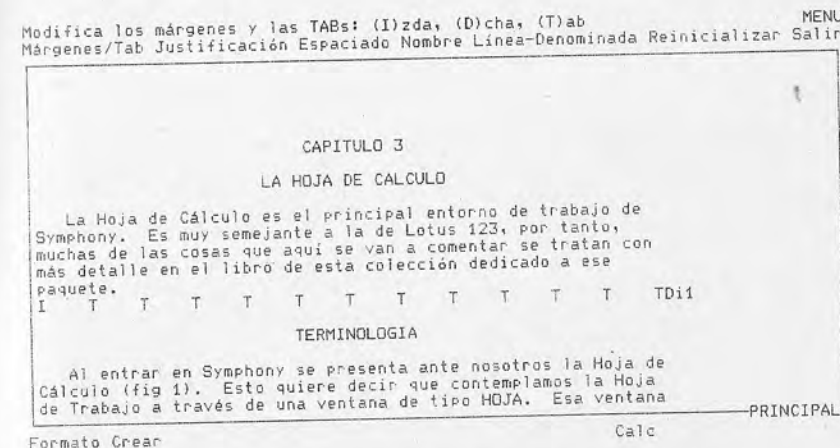 MENU
Modifica los márgenes y las TABs: (I)zda, (D)cha, (T)ab
Márgenes/Tab Justificación Espaciado Nombre Línea-Denominada Reinicializar Salir
CAPITULO 3
LA HOJA DE CALCULO
La Hoja de Cálculo es el principal entorno de trabajo de
Symphony. Es muy semejante a la de Lotus 123, por tanto,
muchas de las cosas que aquí se van a comentar se tratan con
más detalle en el libro de esta colección dedicado a ese
paquete.
I T T T T T T T T T T T TDi1
TERMINOLOGIA
Al entrar en Symphony se presenta ante nosotros la Hoja de
Cálculo (fig 1). Esto quiere decir que contemplamos la Hoja
de Trabajo a través de una ventana de tipo HOJA. Esa ventana
PRINCIPAL
Formato Crear Calc